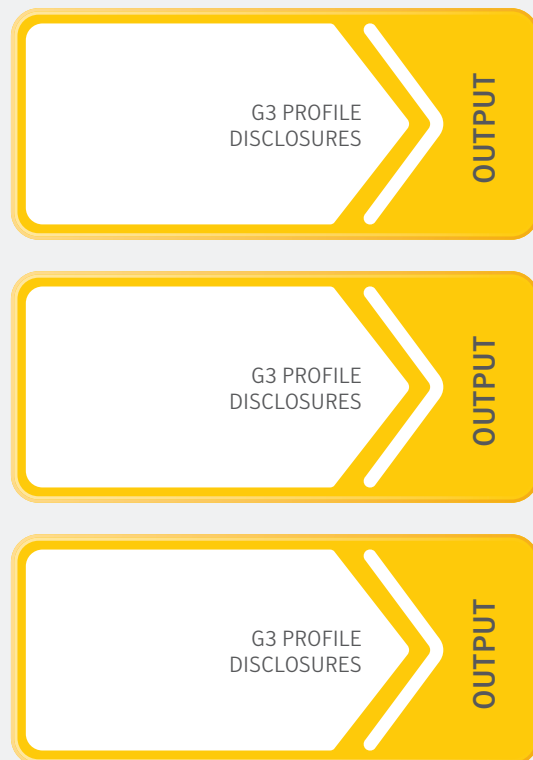 G3 PROFILE
DISCLOSURES
OUTPUT
G3 PROFILE
DISCLOSURES
OUTPUT
G3 PROFILE
DISCLOSURES
OUTPUT